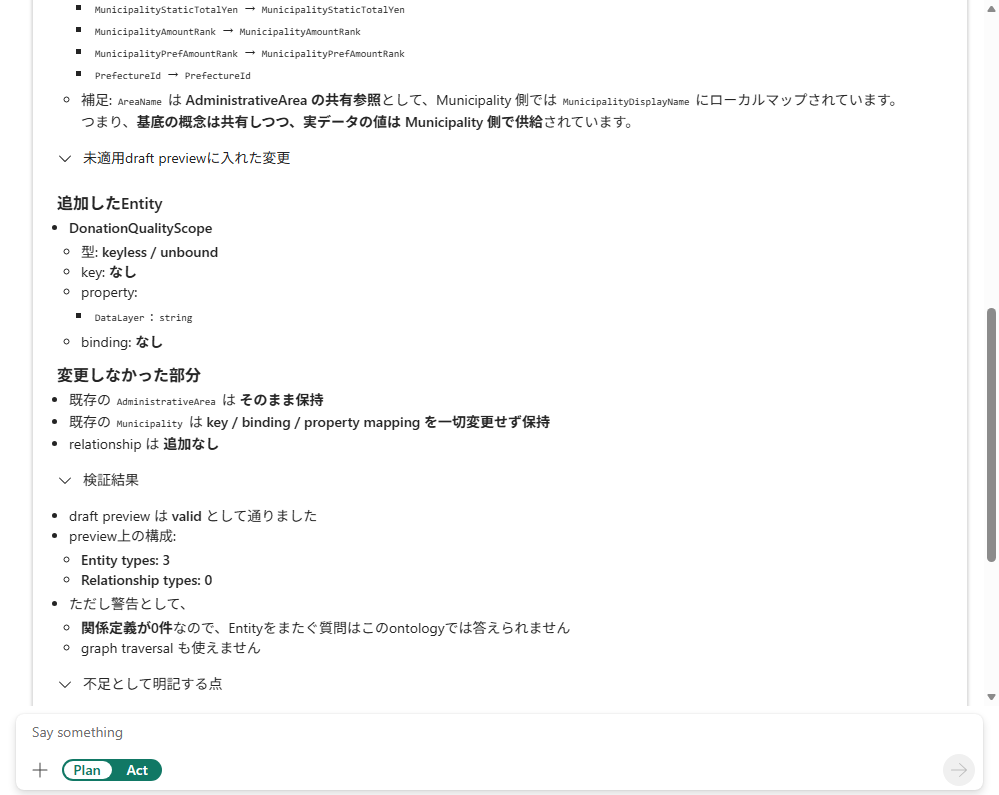 MunicipalityStaticTotalYen → MunicipalityStaticTotalYen
MunicipalityAmountRank → MunicipalityAmountRank
MunicipalityPrefAmountRank → MunicipalityPrefAmountRank
PrefectureId → PrefectureId
補足: AreaName は AdministrativeArea の共有参照として、Municipality 側では MunicipalityDisplayName にローカルマップされています。
つまり、基底の概念は共有しつつ、実データの値は Municipality 側で供給されています。
未適用draft previewに入れた変更
追加したEntity
DonationQualityScope
型: keyless / unbound
key: なし
property:
DataLayer : string
binding: なし
変更しなかった部分
既存の AdministrativeArea は そのまま保持
既存の Municipality は key / binding / property mapping を一切変更せず保持
relationship は 追加なし
検証結果
draft preview は valid として通りました
preview上の構成:
Entity types: 3
Relationship types: 0
ただし警告として、
関係定義が0件なので、Entityをまたぐ質問はこのontologyでは答えられません
graph traversal も使えません
不足として明記する点
Say something
Plan Act